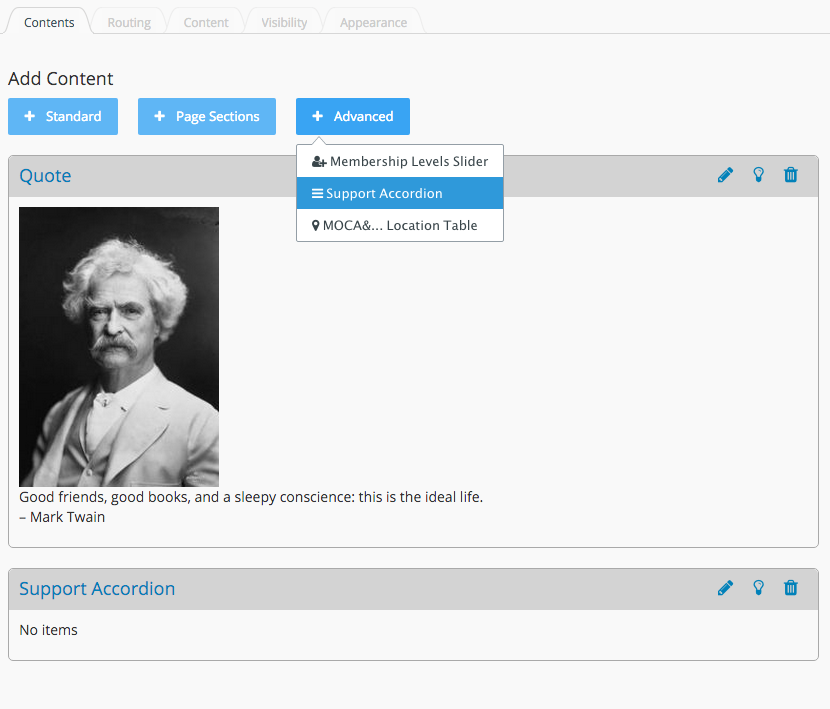 Contents Routing Content Visibility Appearance
Add Content
Standard Page Sections Advanced
Membership Levels Slider
Support Accordion
MOCA&... Location Table
Quote
Good friends, good books, and a sleepy conscience: this is the ideal life.
– Mark Twain
Support Accordion
No items